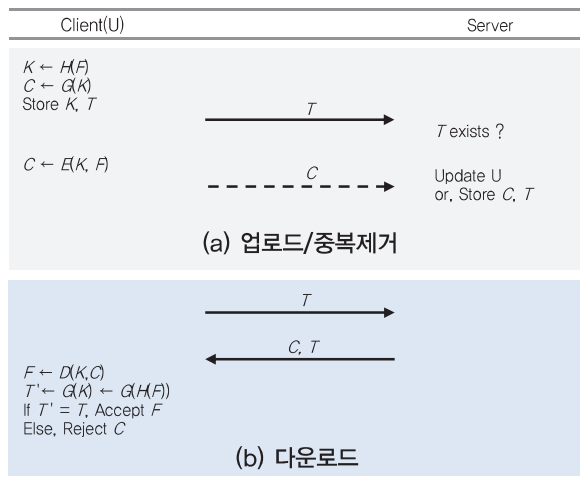 Client(U) Server
K ← H(F)
C ← G(K)
Store K, T
T
T exists ?
C ← E(K, F)
C
Update U
or, Store C, T
(a) 업로드/중복제거
T
C, T
F ← D(K,C)
T'← G(K) ← G(H(F))
If T' = T, Accept F
Else, Reject C
(b) 다운로드